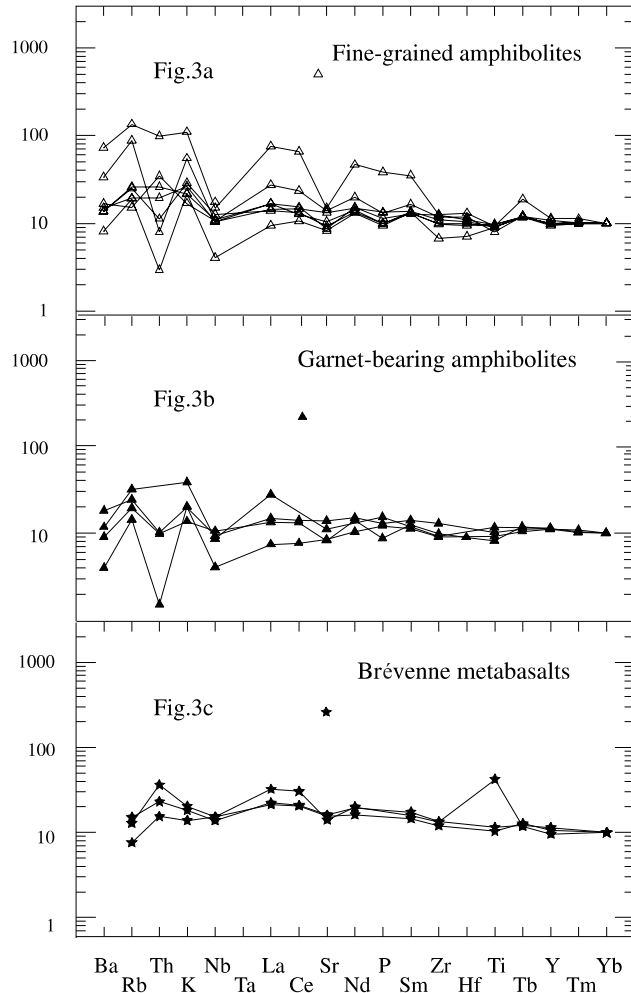 1000
Fig.3a
Fine-grained amphibolites
100
10
1
1000
Garnet-bearing amphibolites
Fig.3b
100
10
1000
Brévenne metabasalts
Fig.3c
100
10
1
Ba Th Nb La Sr P Zr Ti Y Yb
Rb K Ta Ce Nd Sm Hf Tb Tm